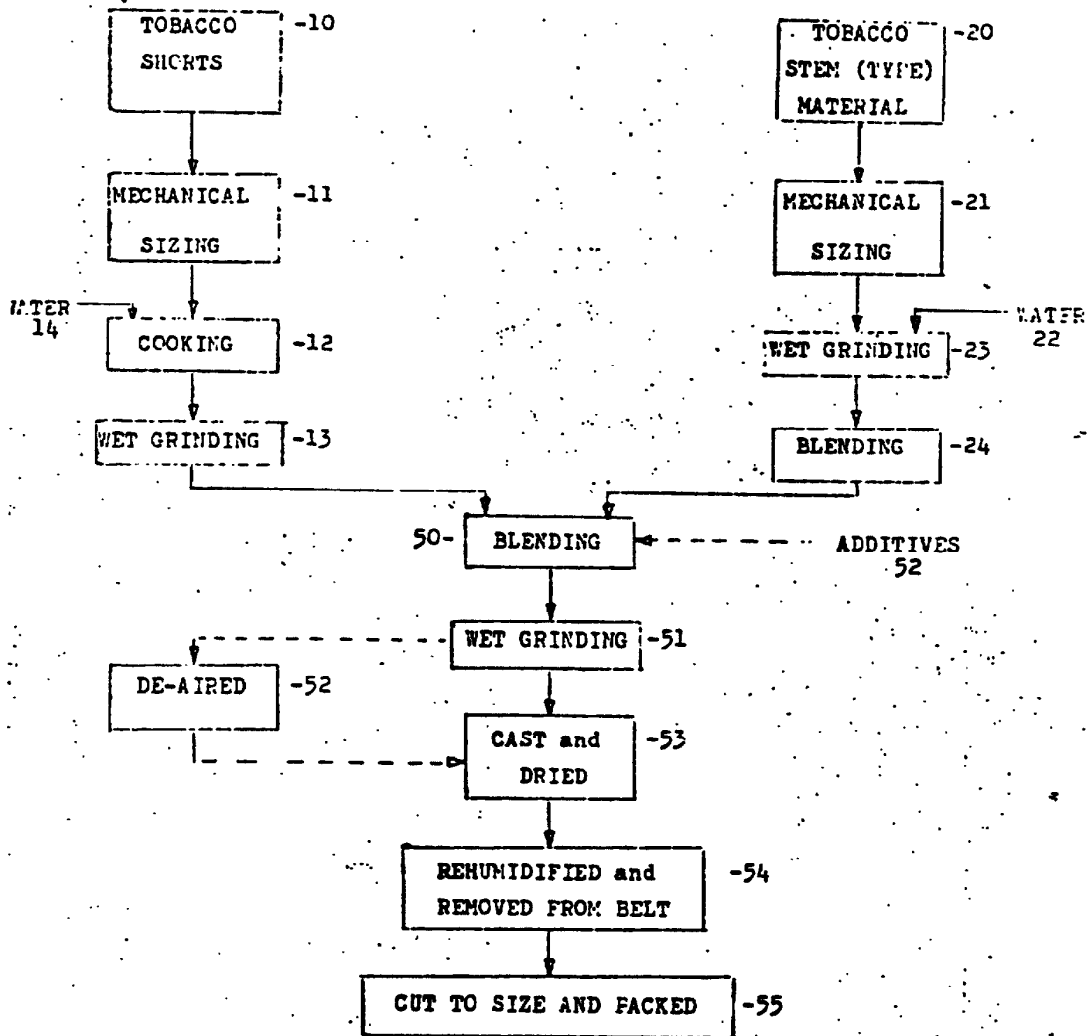 TOBACCO
SHORTS
-10
MECHANICAL
SIZING
-11
14
COOKING
-12
WET GRINDING
-13
TOBACCO
STEM (TYPE)
MATERIAL
-20
MECHANICAL
SIZING
-21
22
WET GRINDING
-23
BLENDING
-24
50-
BLENDING
ADDITIVES
52
WET GRINDING
-51
DE-AIRED
-52
CAST and
DRIED
-53
REHUMIDIFIED and
REMOVED FROM BELT
-54
CUT TO SIZE AND PACKED
-55